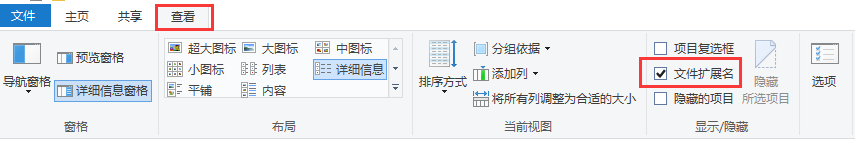 文件 主页 共享 查看
导航窗格
预览窗格
详细信息窗格
窗格
超大图标 大图标 中图标
小图标 列表 详细信息
平铺 内容
布局
排序方式
分组依据
添加列
将所有列调整为合适的大小
当前视图
项目复选框
文件扩展名
隐藏的项目
隐藏
所选项目
显示/隐藏
选项